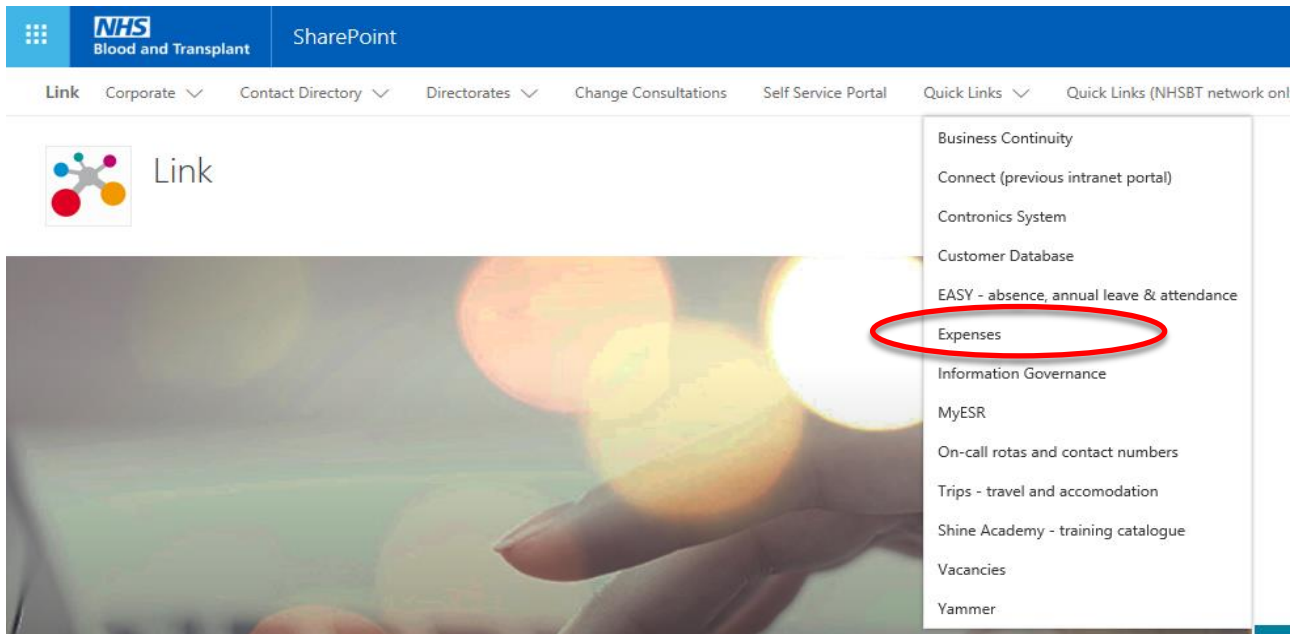 NHS
Blood and Transplant
SharePoint
Link Corporate Contact Directory Directorates Change Consultations Self Service Portal Quick Links Quick Links (NHSBT network onl
Link
Business Continuity
Connect (previous intranet portal)
Contronics System
Customer Database
EASY - absence, annual leave & attendance
Expenses
Information Governance
MyESR
On-call rotas and contact numbers
Trips - travel and accomodation
Shine Academy - training catalogue
Vacancies
Yammer